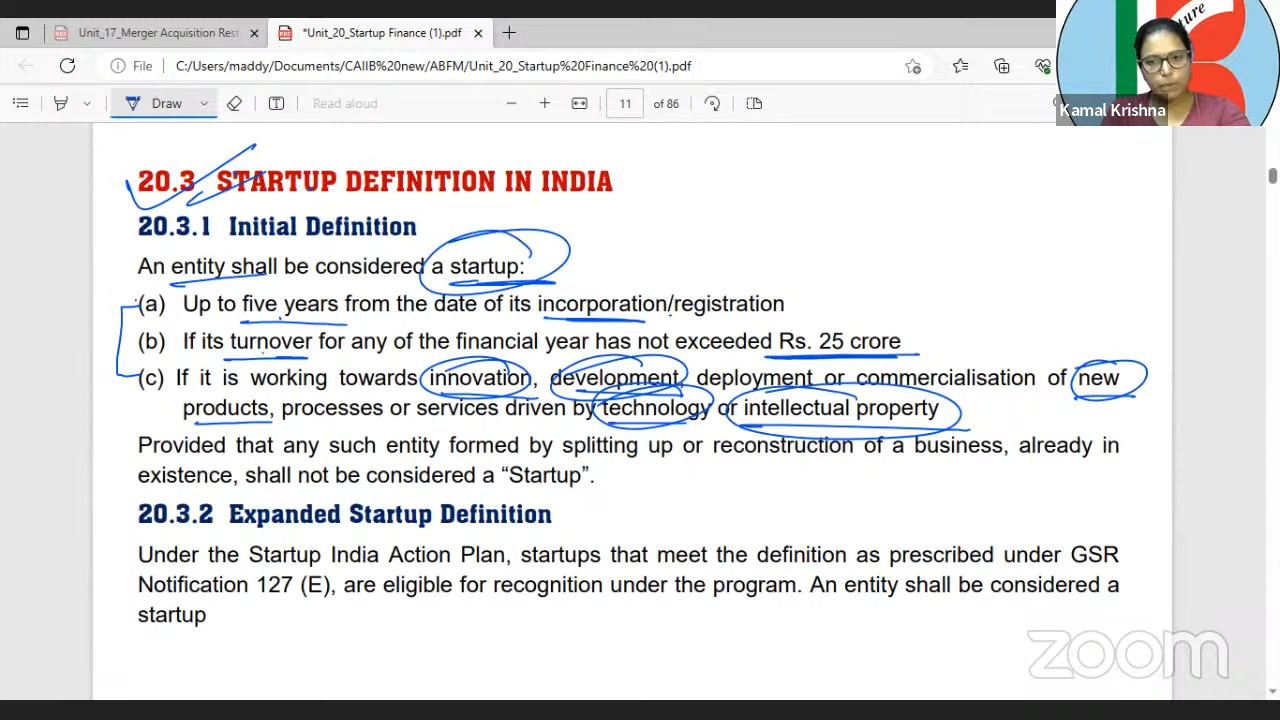 Unit_17_Merger Acquisition Rest
*Unit_20_Startup Finance (1).pdf
File
C:/Users/maddy/Documents/CAIIB%20new/ABFM/Unit_20_Startup%20Finance%20(1).pdf
Draw
Read aloud
11 of 86
Kamal Krishna
20.3 STARTUP DEFINITION IN INDIA
20.3.1 Initial Definition
An entity shall be considered a startup:
(a) Up to five years from the date of its incorporation/registration
(b) If its turnover for any of the financial year has not exceeded Rs. 25 crore
(c) If it is working towards innovation, development, deployment or commercialisation of new
products, processes or services driven by technology or intellectual property
Provided that any such entity formed by splitting up or reconstruction of a business, already in
existence, shall not be considered a “Startup”.
20.3.2 Expanded Startup Definition
Under the Startup India Action Plan, startups that meet the definition as prescribed under GSR
Notification 127 (E), are eligible for recognition under the program. An entity shall be considered a
startup
zoom